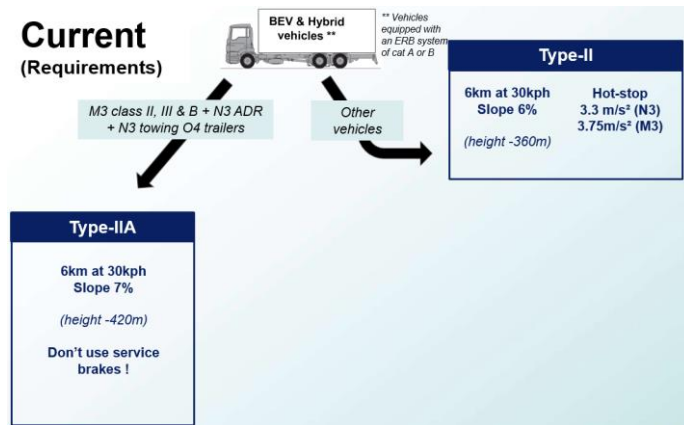 Current
(Requirements)
BEV & Hybrid
vehicles **
** Vehicles
equipped with
an ERB system
of cat A or B
M3 class II, III & B + N3 ADR
+ N3 towing O4 trailers
Other
vehicles
Type-II
6km at 30kph
Slope 6%
(height -360m)
Hot-stop
3.3 m/s² (N3)
3.75m/s² (M3)
Type-IIA
6km at 30kph
Slope 7%
(height -420m)
Don't use service
brakes !